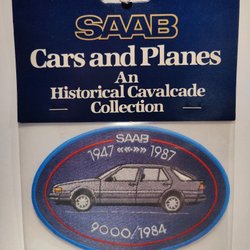 SAAB
Cars and Planes
An
Historical Cavalcade
Collection
SAAB
1947 «‹‹›» 1987
9000/1984